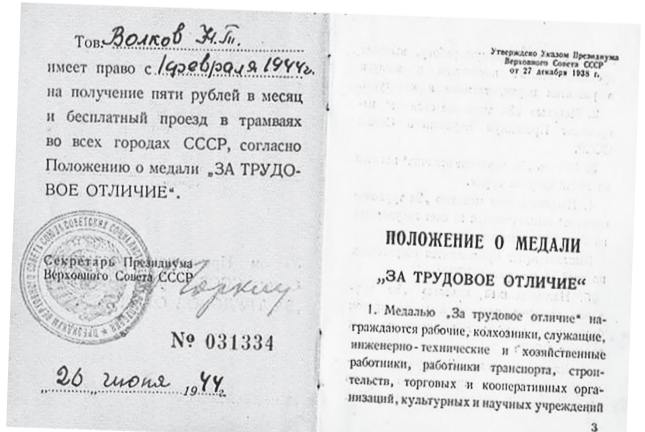 Тов. Волков И.Т.
имеет право с 1 февраля 1944 г.
на получение пяти рублей в месяц
и бесплатный проезд в трамваях
во всех городах СССР, согласно
Положению о медали „ЗА ТРУДО-
ВОЕ ОТЛИЧИЕ“.
Секретарь Президиума
Верховного Совета СССР
Горкин
№ 031334
„26“ июня 1944 г.
Утверждено Указом Президиума
Верховного Совета СССР
от 27 декабря 1938 г.
ПОЛОЖЕНИЕ О МЕДАЛИ
„ЗА ТРУДОВОЕ ОТЛИЧИЕ“
1. Медалью „За трудовое отличие“ на-
граждаются рабочие, колхозники, служащие,
инженерно-технические и хозяйственные
работники, работники транспорта, строи-
тельств, торговых и кооперативных орга-
низаций, культурных и научных учреждений
3